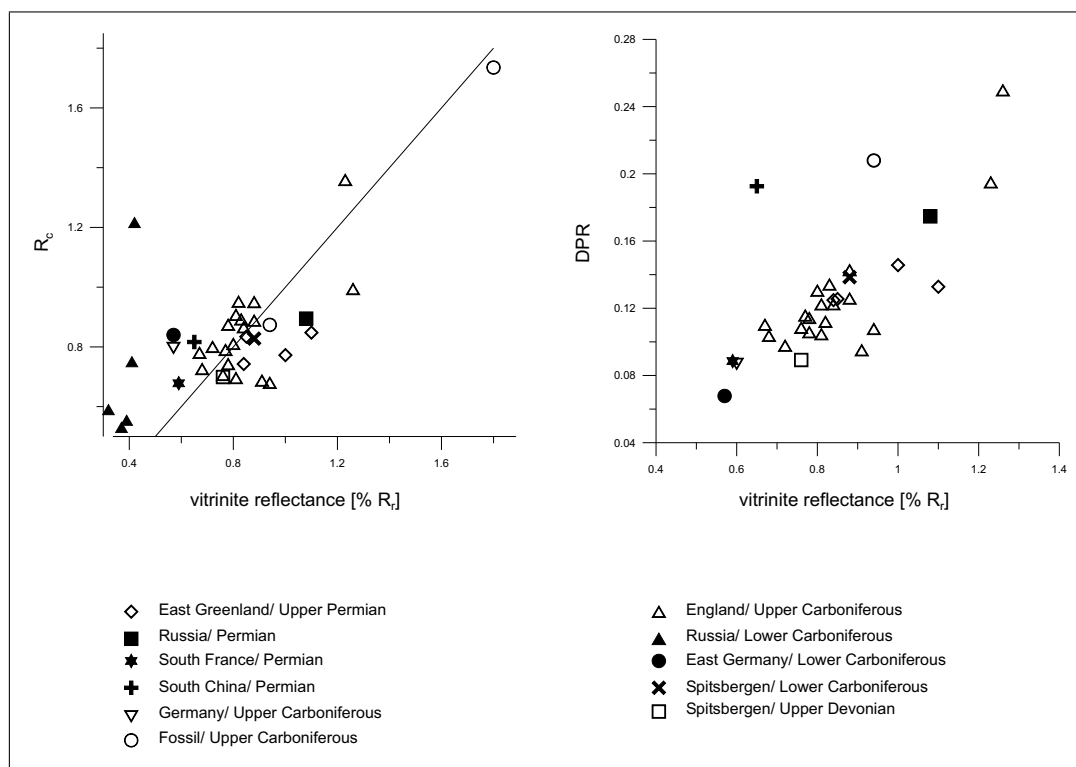 1.6
1.2
0.8
R_c
0.4
0.8
1.2
1.6
vitrinite reflectance [% R_r]
0.28
0.24
0.2
0.16
0.12
0.08
0.04
DPR
0.4
0.6
0.8
1
1.2
1.4
vitrinite reflectance [% R_r]
East Greenland/ Upper Permian
Russia/ Permian
South France/ Permian
South China/ Permian
Germany/ Upper Carboniferous
Fossil/ Upper Carboniferous
England/ Upper Carboniferous
Russia/ Lower Carboniferous
East Germany/ Lower Carboniferous
Spitsbergen/ Lower Carboniferous
Spitsbergen/ Upper Devonian